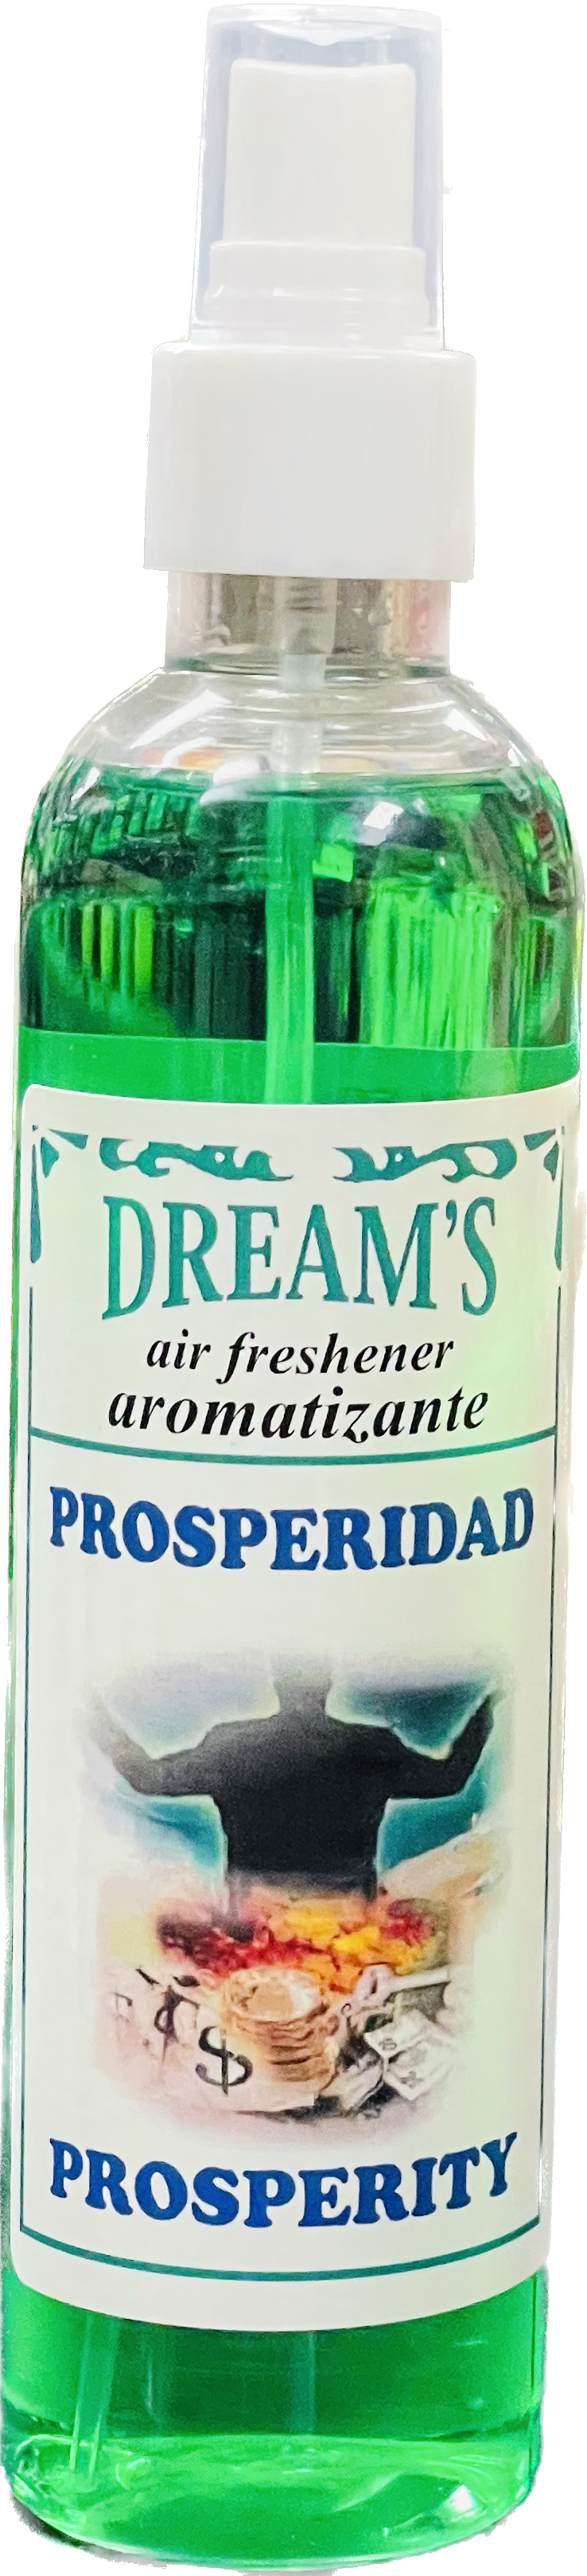 DREAM'S
air freshener
aromatizante
PROSPERIDAD
$
PROSPERITY